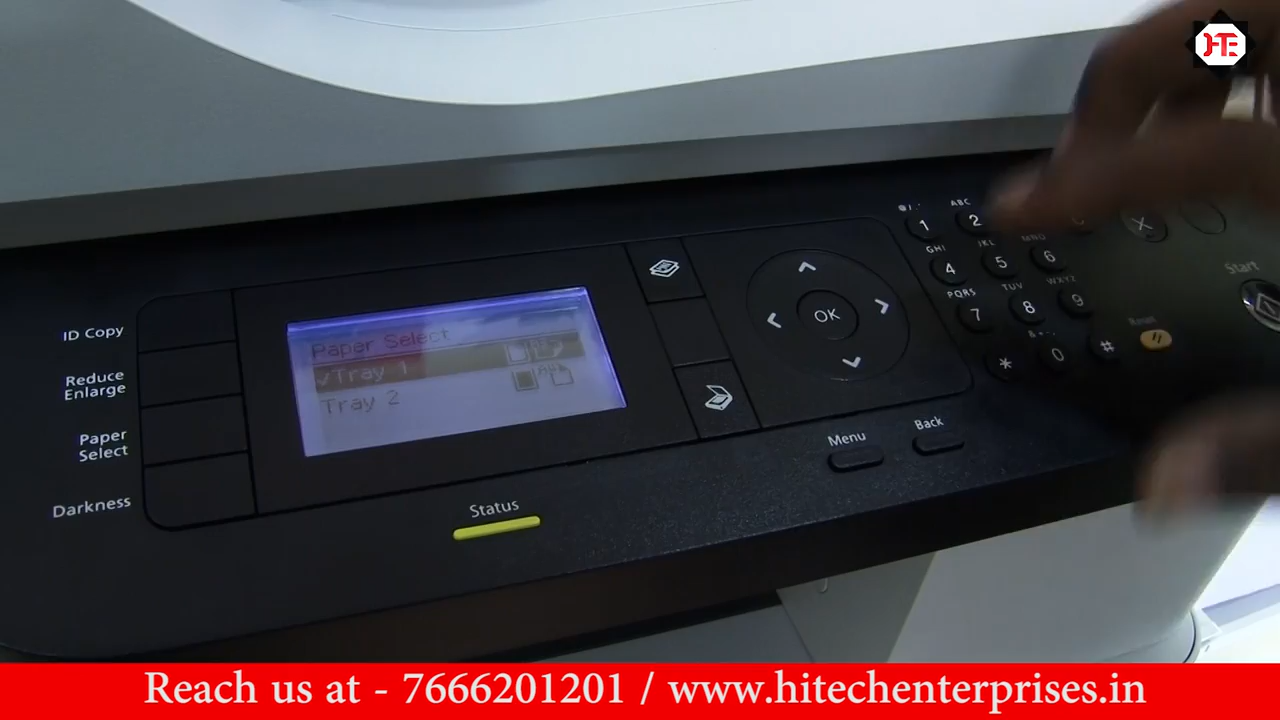 HE
ID Copy
Reduce
Enlarge
Paper
Select
Darkness
Paper Select
√Tray 1
Tray 2
Status
OK
Menu
Back
@/.
1
ABC
2
GHI
4
JKL
5
MNO
6
PQRS
7
TUV
8
WXYZ
9
*
0
#
Reset
Start
Reach us at - 7666201201 / www.hitechenterprises.in